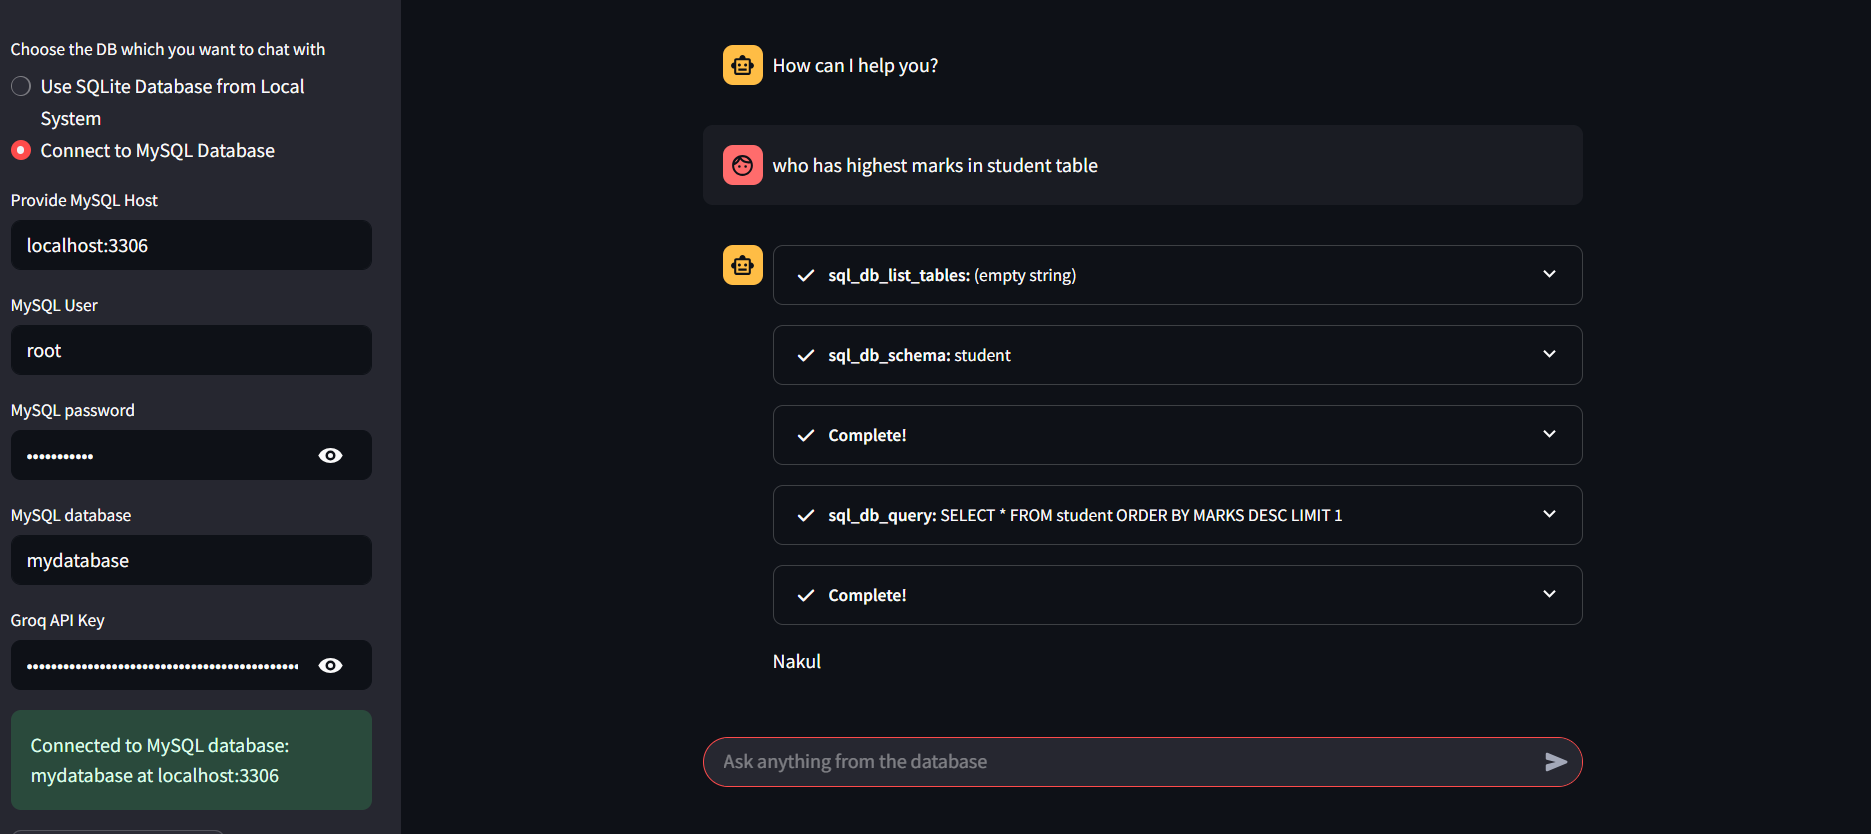 Choose the DB which you want to chat with
Use SQLite Database from Local
System
Connect to MySQL Database
Provide MySQL Host
localhost:3306
MySQL User
root
MySQL password
•••••••••••
MySQL database
mydatabase
Groq API Key
Connected to MySQL database:
mydatabase at localhost:3306
How can I help you?
who has highest marks in student table
sql_db_list_tables: (empty string)
sql_db_schema: student
Complete!
sql_db_query: SELECT * FROM student ORDER BY MARKS DESC LIMIT 1
Complete!
Nakul
Ask anything from the database